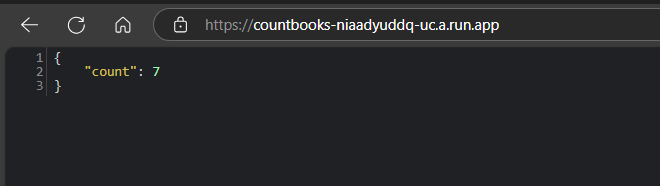 https://countbooks-niaadyuddq-uc.a.run.app
1 {
2 "count": 7
3 }